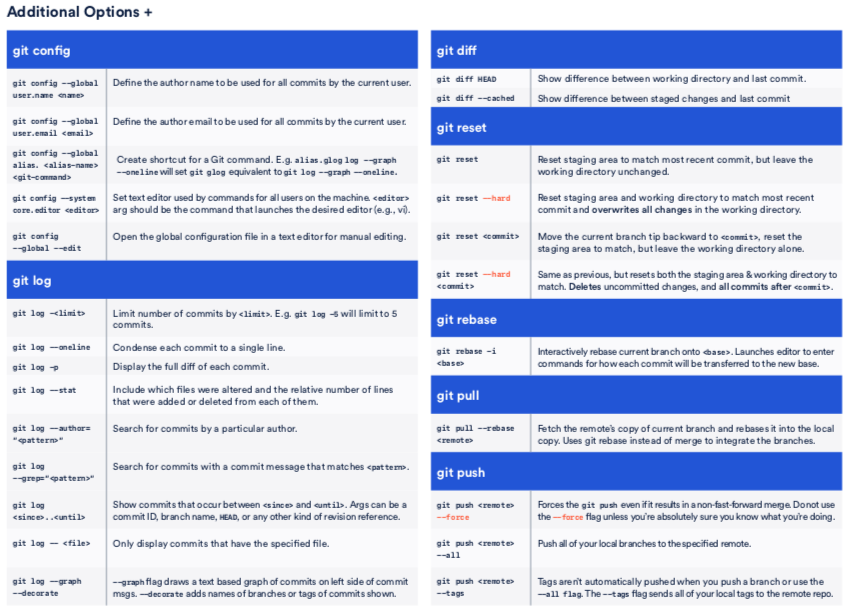 Additional Options +
git config
git config --global
user.name <name>
Define the author name to be used for all commits by the current user.
git config --global
user.email <email>
Define the author email to be used for all commits by the current user.
git config --global
alias. <alias-name>
<git-command>
Create shortcut for a Git command. E.g. alias.glog log --graph
--oneline will set git glog equivalent to git log --graph --oneline.
git config --system
core.editor <editor>
Set text editor used by commands for all users on the machine. <editor>
arg should be the command that launches the desired editor (e.g., vi).
git config
--global --edit
Open the global configuration file in a text editor for manual editing.
git log
git log -<limit>
Limit number of commits by <limit>. E.g. git log -5 will limit to 5
commits.
git log --oneline
Condense each commit to a single line.
git log -p
Display the full diff of each commit.
git log --stat
Include which files were altered and the relative number of lines
that were added or deleted from each of them.
git log --author=
"<pattern>"
Search for commits by a particular author.
git log
--grep="<pattern>"
Search for commits with a commit message that matches <pattern>.
git log
<since>..<until>
Show commits that occur between <since> and <until>. Args can be a
commit ID, branch name, HEAD, or any other kind of revision reference.
git log -- <file>
Only display commits that have the specified file.
git log --graph
--decorate
--graph flag draws a text based graph of commits on left side of commit
msgs. --decorate adds names of branches or tags of commits shown.
git diff
git diff HEAD
Show difference between working directory and last commit.
git diff --cached
Show difference between staged changes and last commit
git reset
git reset
Reset staging area to match most recent commit, but leave the
working directory unchanged.
git reset --hard
Reset staging area and working directory to match most recent
commit and overwrites all changes in the working directory.
git reset <commit>
Move the current branch tip backward to <commit>, reset the
staging area to match, but leave the working directory alone.
git reset --hard
<commit>
Same as previous, but resets both the staging area & working directory to
match. Deletes uncommitted changes, and all commits after <commit>.
git rebase
git rebase -i
<base>
Interactively rebase current branch onto <base>. Launches editor to enter
commands for how each commit will be transferred to the new base.
git pull
git pull --rebase
<remote>
Fetch the remote's copy of current branch and rebases it into the local
copy. Uses git rebase instead of merge to integrate the branches.
git push
git push <remote>
--force
Forces the git push even if it results in a non-fast-forward merge. Do not use
the --force flag unless you're absolutely sure you know what you're doing.
git push <remote>
--all
Push all of your local branches to the specified remote.
git push <remote>
--tags
Tags aren't automatically pushed when you push a branch or use the
--all flag. The --tags flag sends all of your local tags to the remote repo.